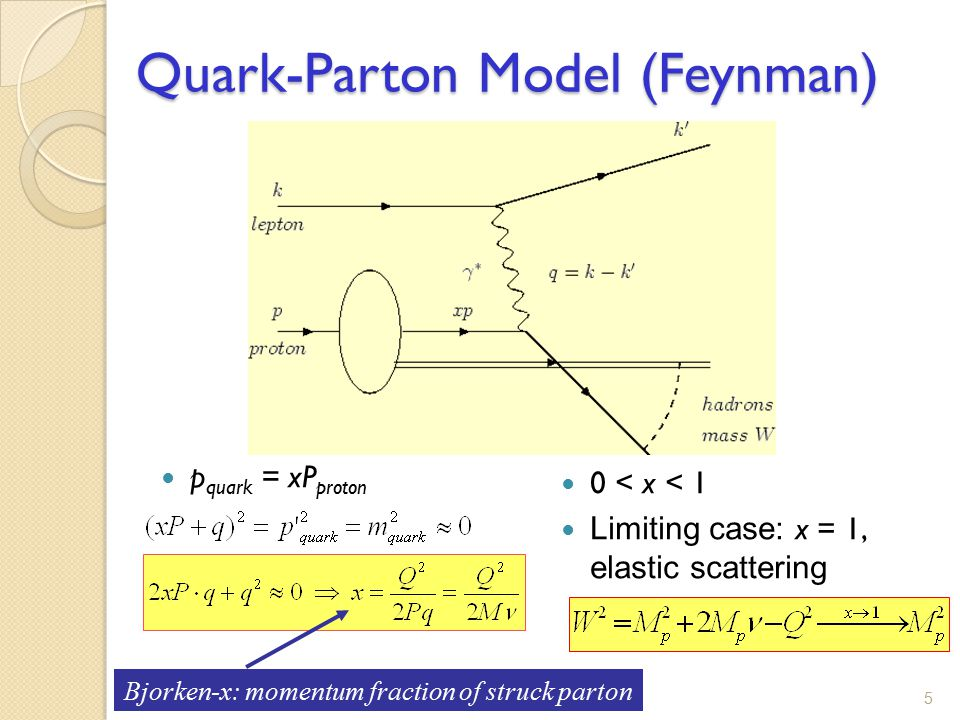 Quark-Parton Model (Feynman)
k′
k
lepton
γ* q = k − k′
p xp
proton
hadrons
mass W
• p_quark = xP_proton
(xP + q)² = p′²_quark = m²_quark ≈ 0
2xP · q + q² ≈ 0 ⇒ x = Q²/2Pq = Q²/2Mν
Bjorken-x: momentum fraction of struck parton
• 0 < x < 1
• Limiting case: x = 1,
elastic scattering
W² = M_p² + 2M_pν − Q² —x→1→ M_p²
5